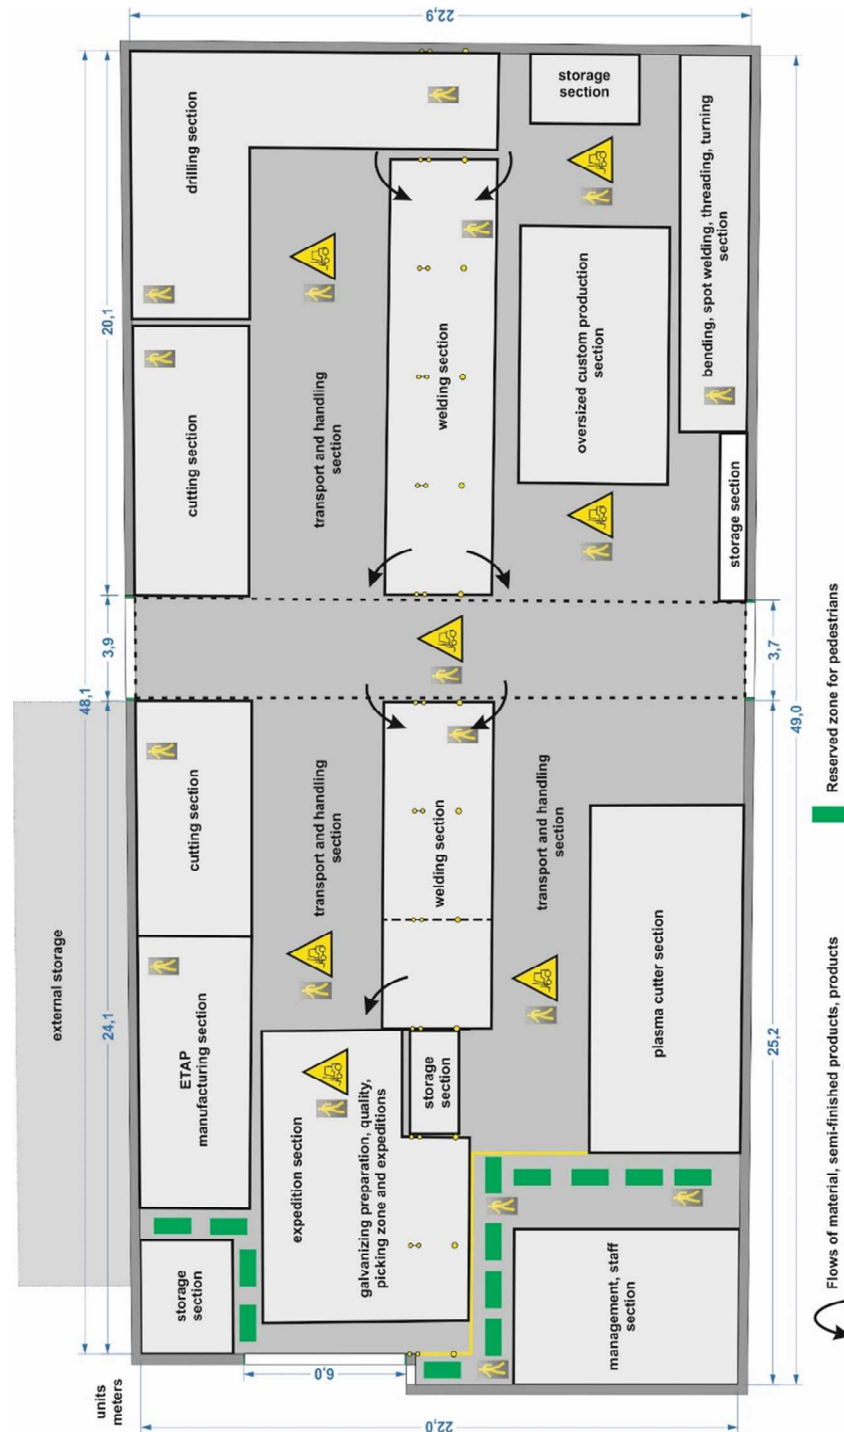 22,9
48,1
20,1
3,9
24,1
drilling section
cutting section
transport and handling
section
welding section
storage
section
oversized custom production
section
bending, spot welding, threading, turning
section
storage section
3,7
49,0
25,2
external storage
cutting section
ETAP
manufacturing section
transport and handling
section
welding section
transport and handling
section
plasma cutter section
storage
section
expedition section
galvanizing preparation, quality,
picking zone and expeditions
storage
section
management, staff
section
6,0
22,0
units
meters
Flows of material, semi-finished products, products
Reserved zone for pedestrians